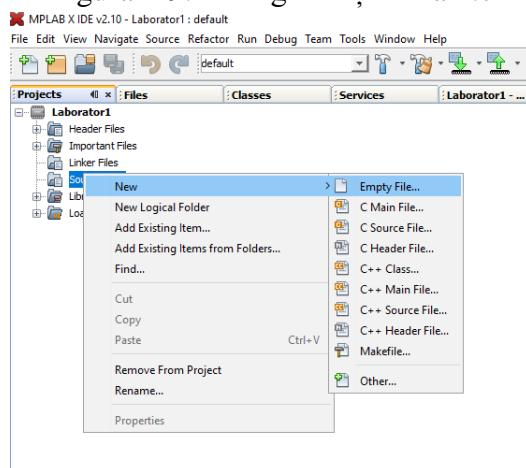 MPLAB X IDE v2.10 - Laborator1 : default
File Edit View Navigate Source Refactor Run Debug Team Tools Window Help
default
Projects
Files
Classes
Services
Laborator1 - ...
Laborator1
Header Files
Important Files
Linker Files
Sou
Lib
Loa
New
New Logical Folder
Add Existing Item...
Add Existing Items from Folders...
Find...
Cut
Copy
Paste Ctrl+V
Remove From Project
Rename...
Properties
Empty File...
C Main File...
C Source File...
C Header File...
C++ Class...
C++ Main File...
C++ Source File...
C++ Header File...
Makefile...
Other...